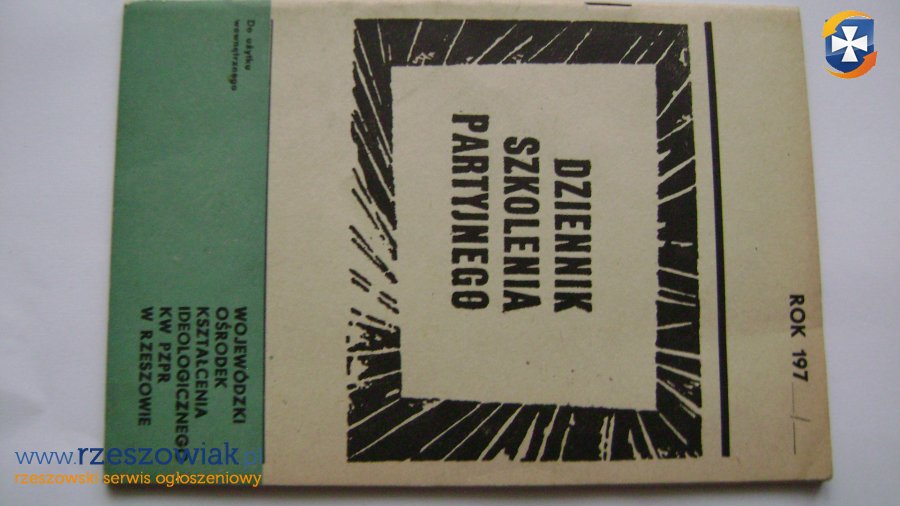 ROK 197 /
DZIENNIK
SZKOLENIA
PARTYJNEGO
WOJEWÓDZKI
OŚRODEK
KSZTAŁCENIA
IDEOLOGICZNEGO
KW PZPR
W RZESZOWIE
Do użytku
wewnętrznego
www.rzeszowiak.pl
rzeszowski serwis ogłoszeniowy